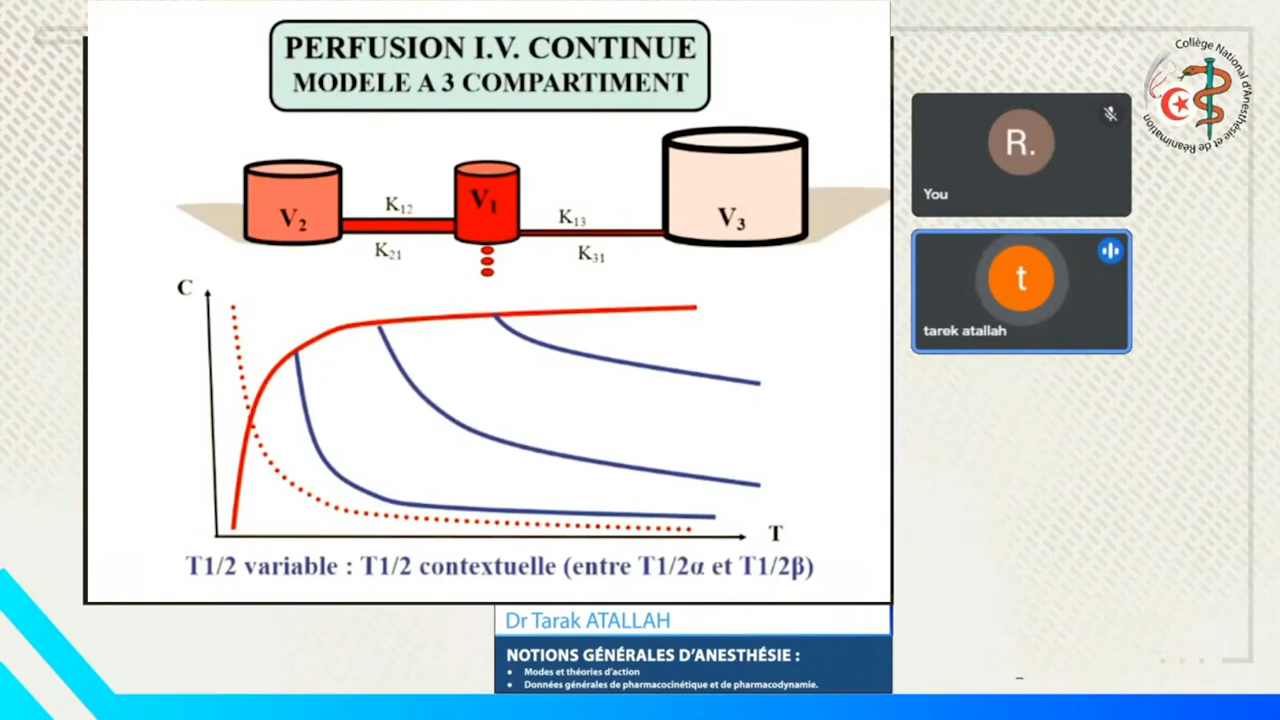 PERFUSION I.V. CONTINUE
MODELE A 3 COMPARTIMENT
V2
K12
K21
V1
K13
K31
V3
C
T
T1/2 variable : T1/2 contextuelle (entre T1/2α et T1/2β)
Dr Tarak ATALLAH
NOTIONS GÉNÉRALES D'ANESTHÉSIE :
• Modes et théories d'action
• Données générales de pharmacocinétique et de pharmacodynamie.
R.
You
t
tarek atallah
Collège National d'Anesthésie et de Réanimation